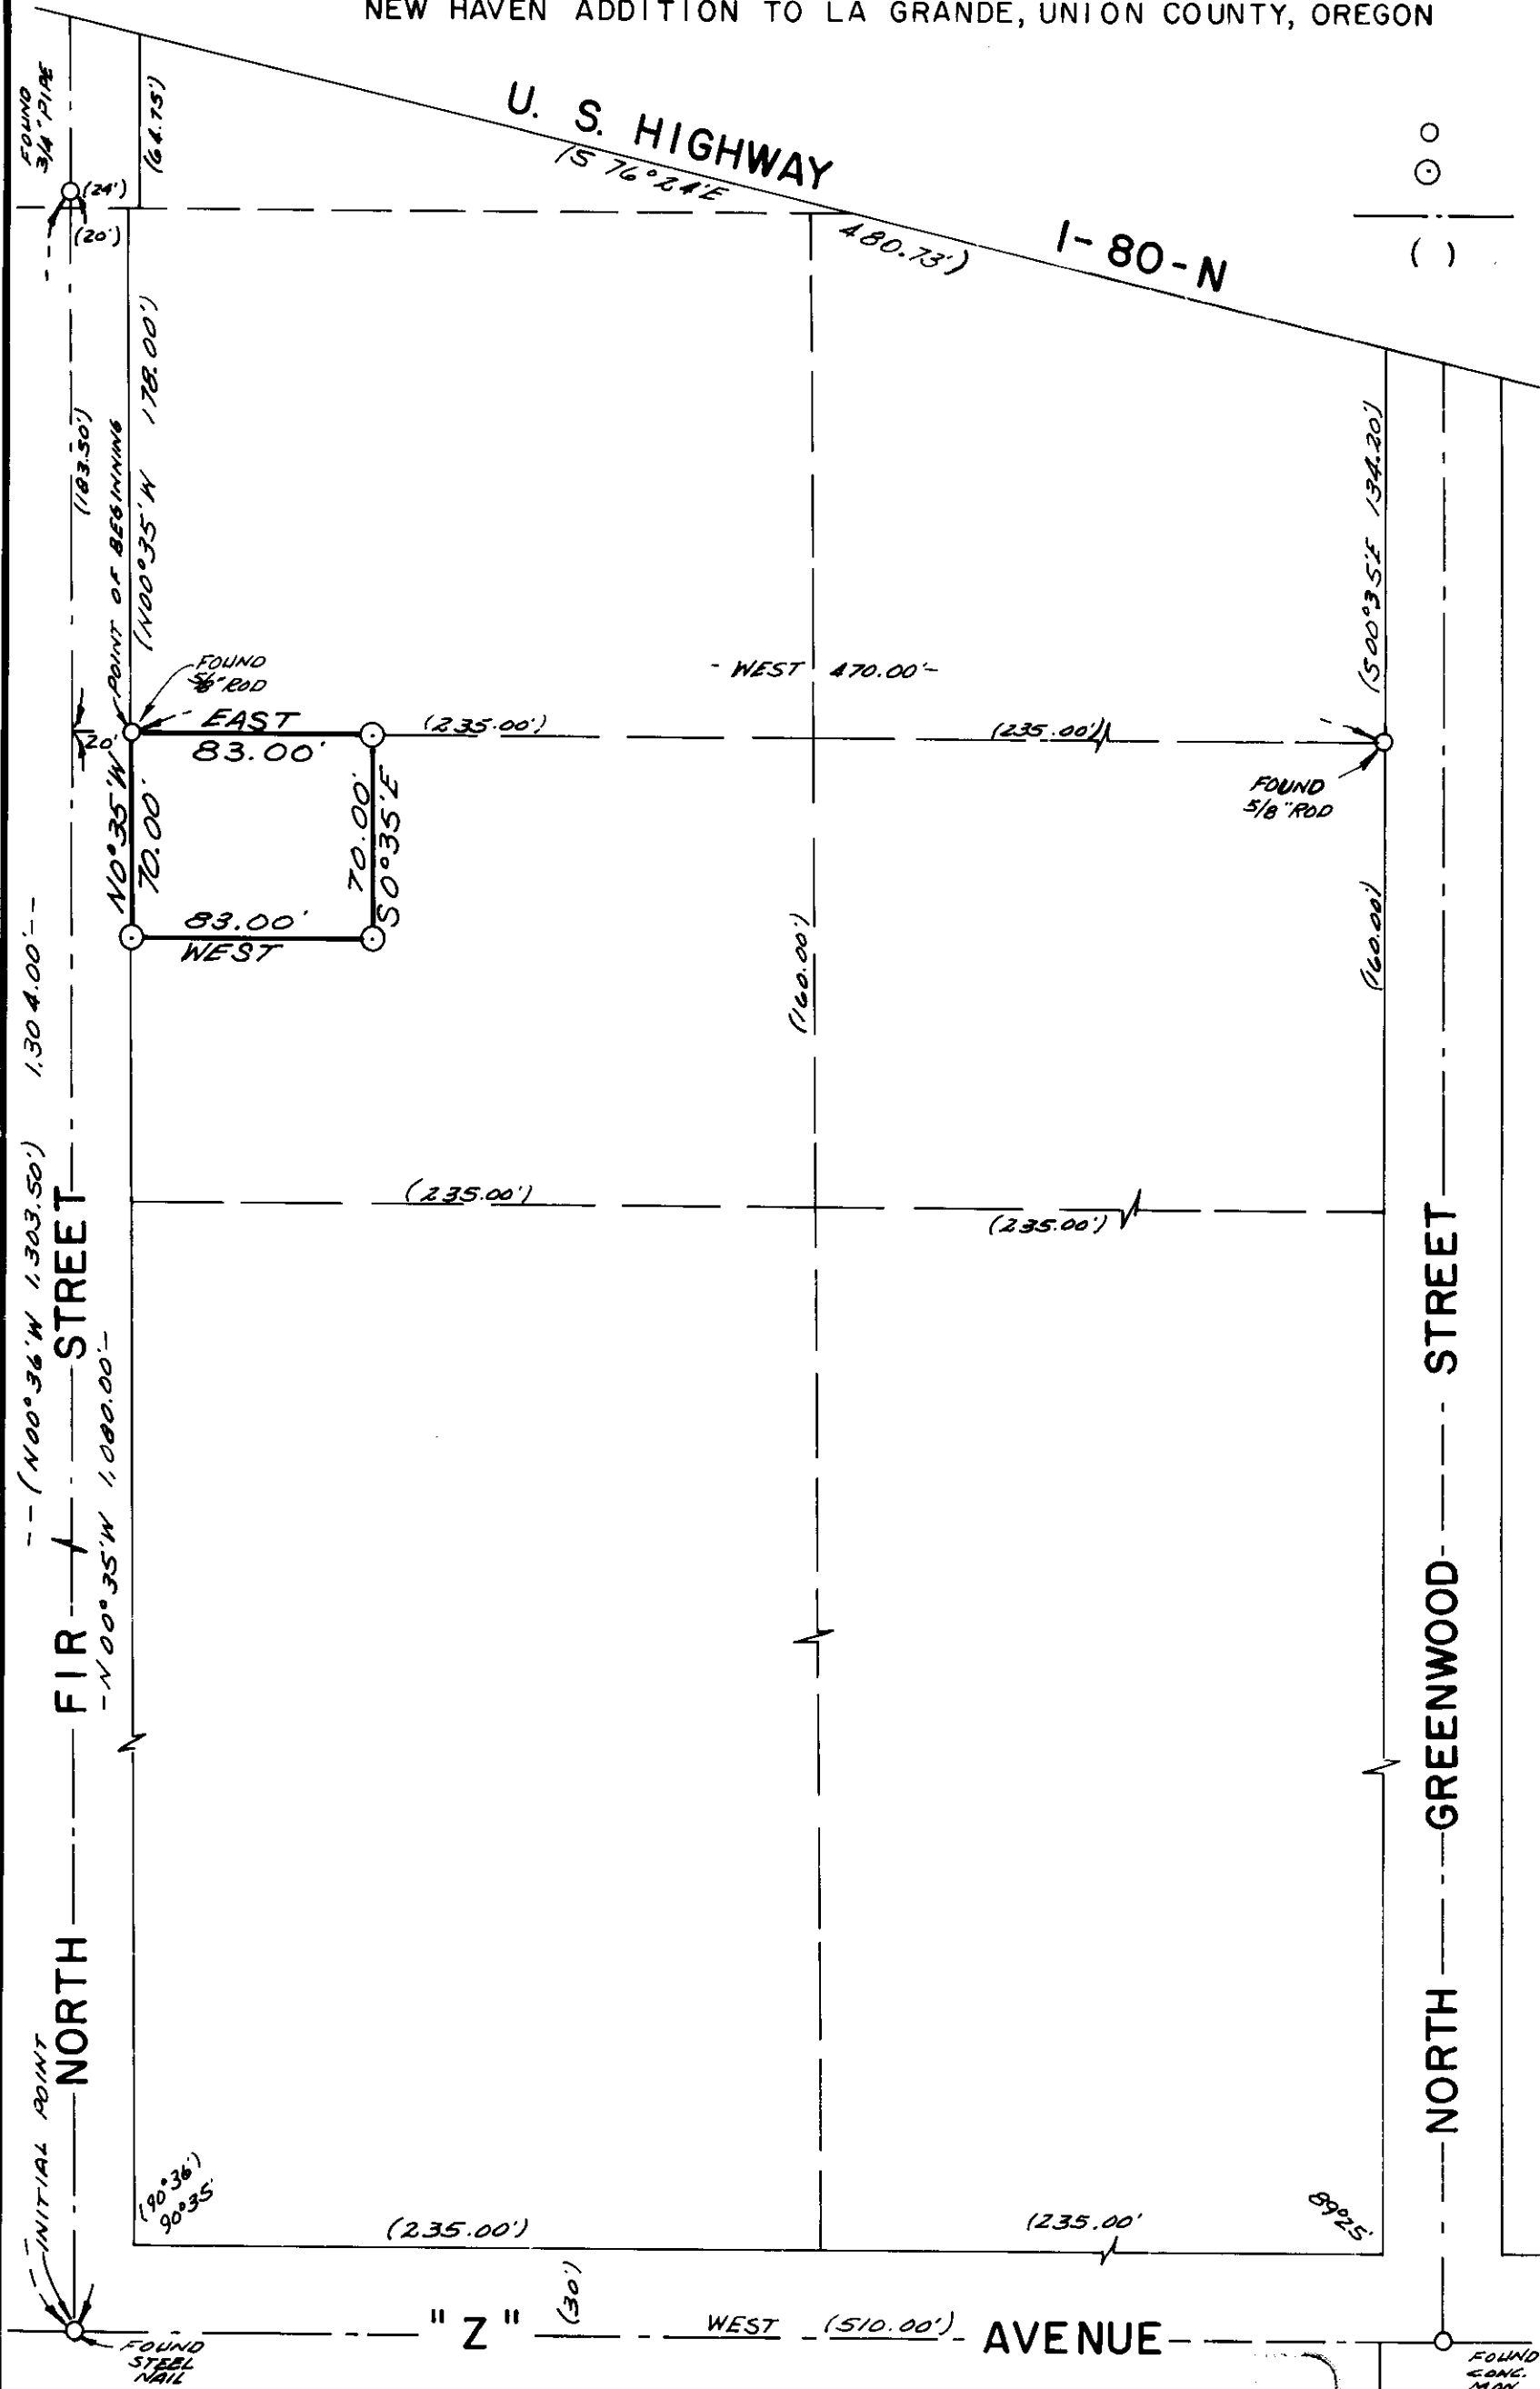 NEW HAVEN ADDITION TO LA GRANDE, UNION COUNTY, OREGON
FOUND
3/4" PIPE
(64.75')
U. S. HIGHWAY
I-80-N
(S 76°24'E
480.73')
(24')
(20')
( )
(183.50')
POINT OF BEGINNING
(N00°35'W 178.00')
(S00°35'E 134.20')
FOUND
5/8" ROD
- WEST 470.00'-
20'
EAST
83.00'
(235.00')
(235.00')
FOUND
5/8" ROD
N0°35'W
70.00'
70.00'
S0°35'E
83.00'
WEST
(160.00')
(160.00')
--(N00°36'W 1,303.50') 1,304.00'--
(235.00')
(235.00')
-N00°35'W 1,080.00'-
NORTH FIR STREET
NORTH GREENWOOD STREET
INITIAL POINT
(90°36')
90°35'
(235.00')
(235.00'
89°25'
(30')
"Z" WEST (510.00') AVENUE
FOUND
STEEL
NAIL
FOUND
CONC.
MON.